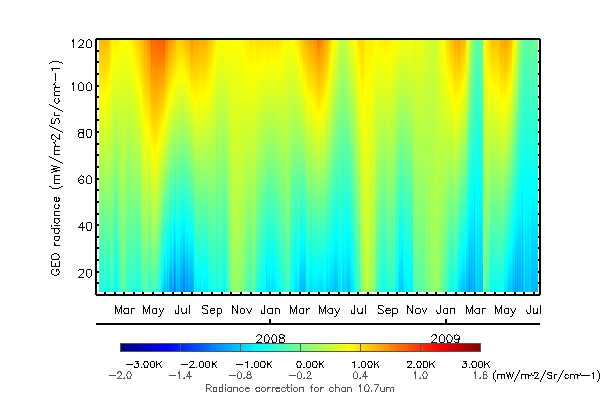 120
100
80
60
40
20
GEO radiance (mW/m^2/Sr/cm^-1)
Mar May Jul Sep Nov Jan Mar May Jul Sep Nov Jan Mar May Jul
2008 2009
-3.00K -2.00K -1.00K 0.00K 1.00K 2.00K 3.00K
-2.0 -1.4 -0.8 -0.2 0.4 1.0 1.6 (mW/m^2/Sr/cm^-1)
Radiance correction for chan 10.7um